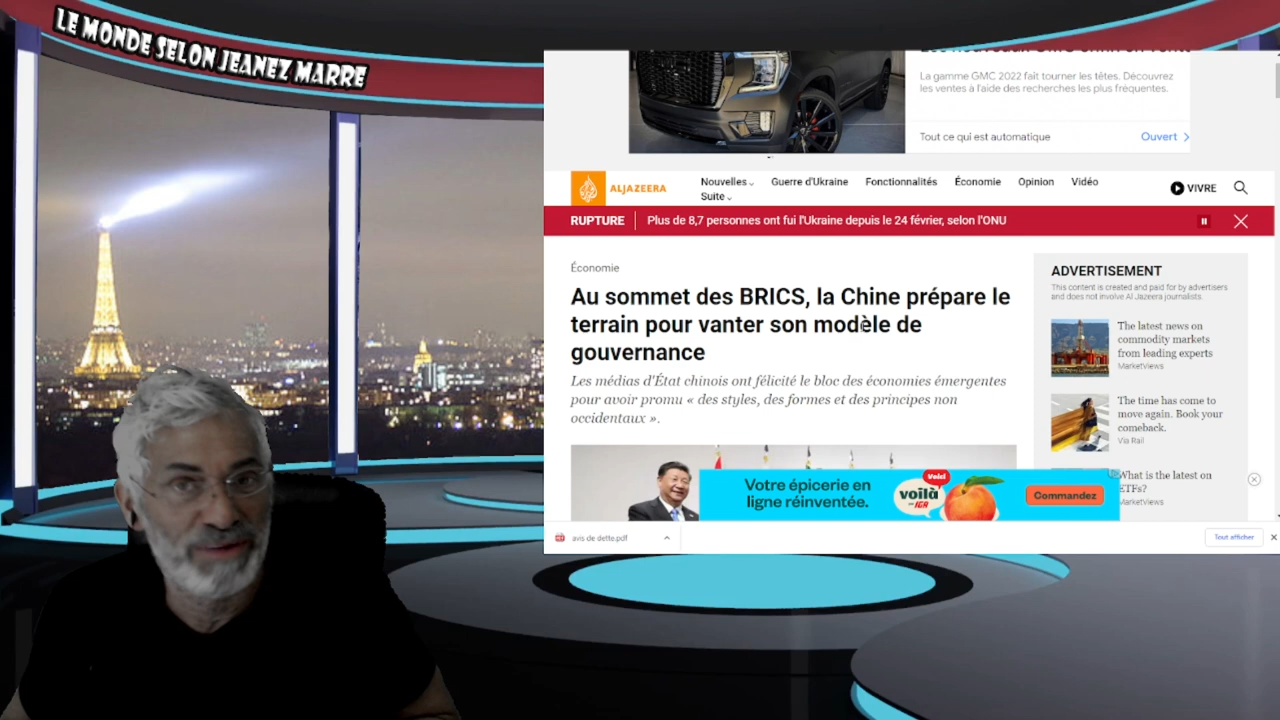 LE MONDE SELON JEANEZ MARRE
La gamme GMC 2022 fait tourner les têtes. Découvrez
les ventes à l'aide des recherches les plus fréquentes.
Tout ce qui est automatique
Ouvert
ALJAZEERA
Nouvelles
Guerre d'Ukraine
Fonctionnalités
Économie
Opinion
Vidéo
Suite
VIVRE
RUPTURE
Plus de 8,7 personnes ont fui l'Ukraine depuis le 24 février, selon l'ONU
Économie
Au sommet des BRICS, la Chine prépare le
terrain pour vanter son modèle de
gouvernance
Les médias d'État chinois ont félicité le bloc des économies émergentes
pour avoir promu « des styles, des formes et des principes non
occidentaux ».
ADVERTISEMENT
This content is created and paid for by advertisers
and does not involve Al Jazeera journalists.
The latest news on
commodity markets
from leading experts
MarketViews
The time has come to
move again. Book your
comeback.
Via Rail
What is the latest on
ETFs?
MarketViews
Votre épicerie en
ligne réinventée.
Voici
voilà
par IGA
Commandez
avis de dette.pdf
Tout afficher